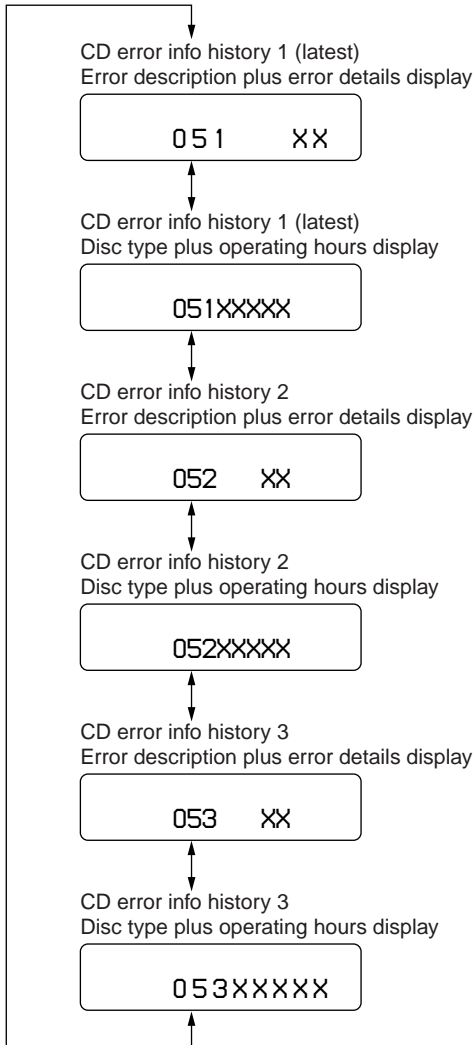 CD error info history 1 (latest)
Error description plus error details display
051 XX
CD error info history 1 (latest)
Disc type plus operating hours display
051XXXXX
CD error info history 2
Error description plus error details display
052 XX
CD error info history 2
Disc type plus operating hours display
052XXXXX
CD error info history 3
Error description plus error details display
053 XX
CD error info history 3
Disc type plus operating hours display
053XXXXX